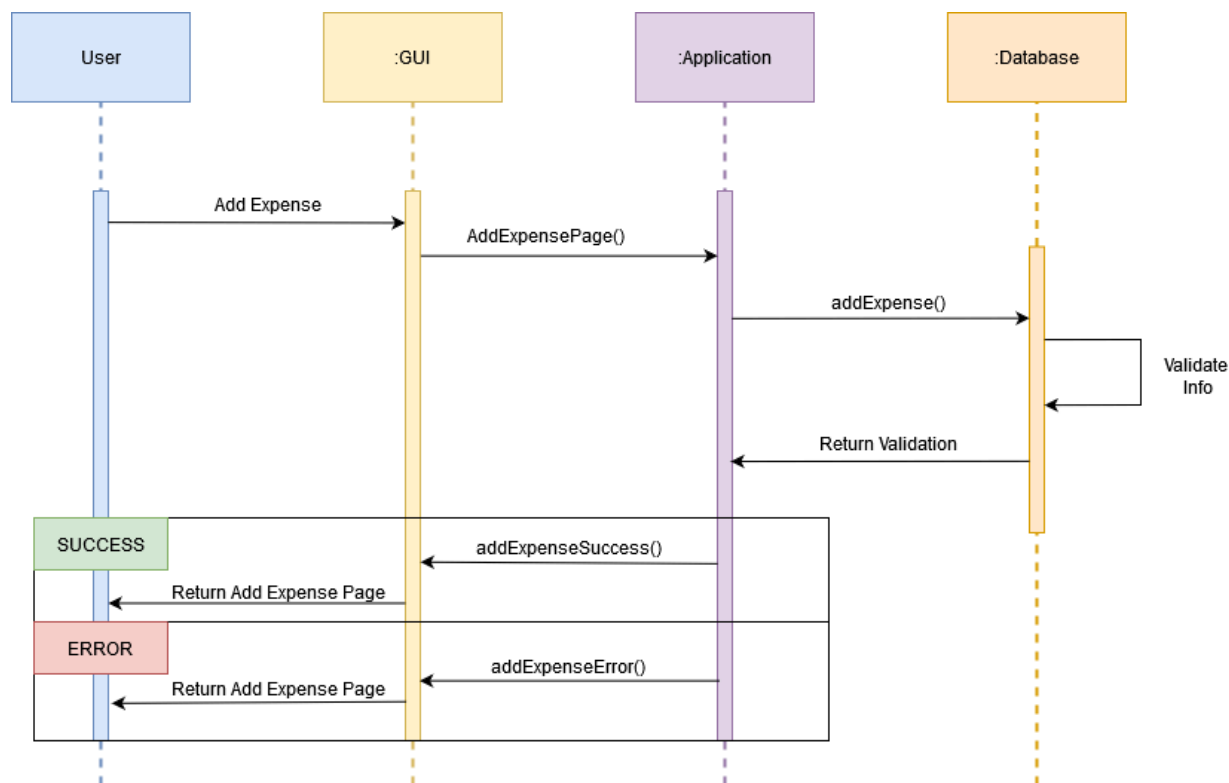 User
:GUI
:Application
:Database
Add Expense
AddExpensePage()
addExpense()
Validate
Info
Return Validation
SUCCESS
addExpenseSuccess()
Return Add Expense Page
ERROR
addExpenseError()
Return Add Expense Page